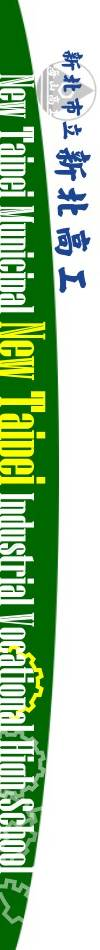 新北市立 新北高工
New Taipei Municipal New Taipei Industrial Vocational High School